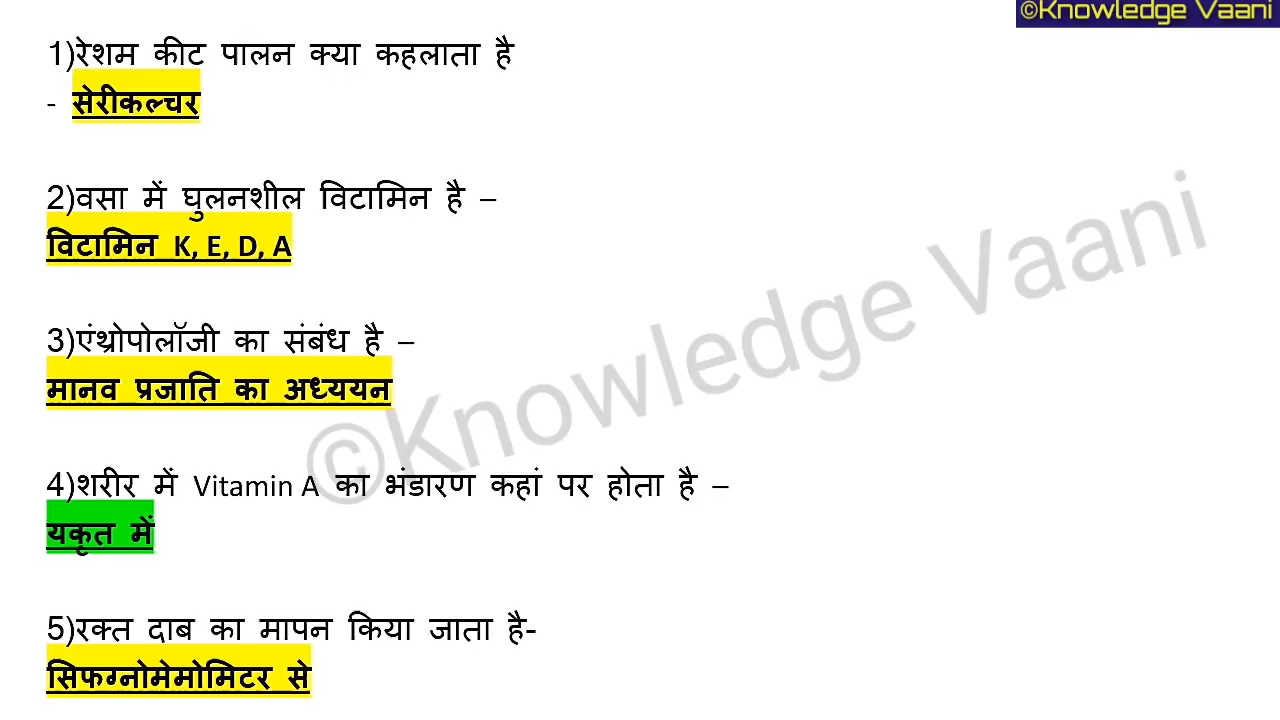 ©Knowledge Vaani
1)रेशम कीट पालन क्या कहलाता है
- सेरीकल्चर
2)वसा में घुलनशील विटामिन है –
विटामिन K, E, D, A
3)एंथ्रोपोलॉजी का संबंध है –
मानव प्रजाति का अध्ययन
4)शरीर में Vitamin A का भंडारण कहां पर होता है –
यकृत में
5)रक्त दाब का मापन किया जाता है-
सिफग्नोमेमोमिटर से
©Knowledge Vaani